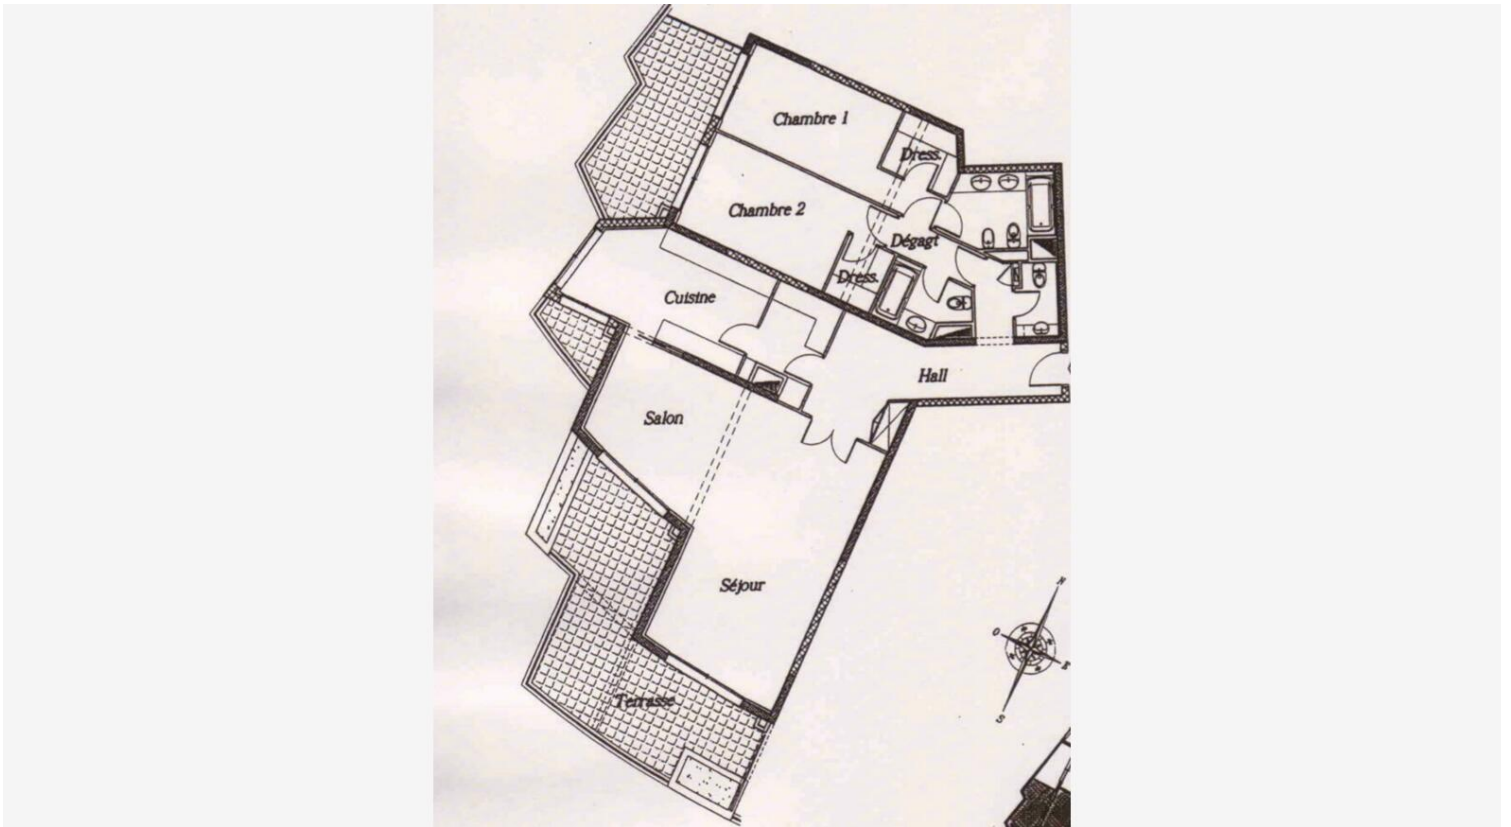 Chambre 1
Dress.
Chambre 2
Dégagt
Dress.
Cuisine
Hall
Salon
Séjour
N
O
E
S
Terrasse